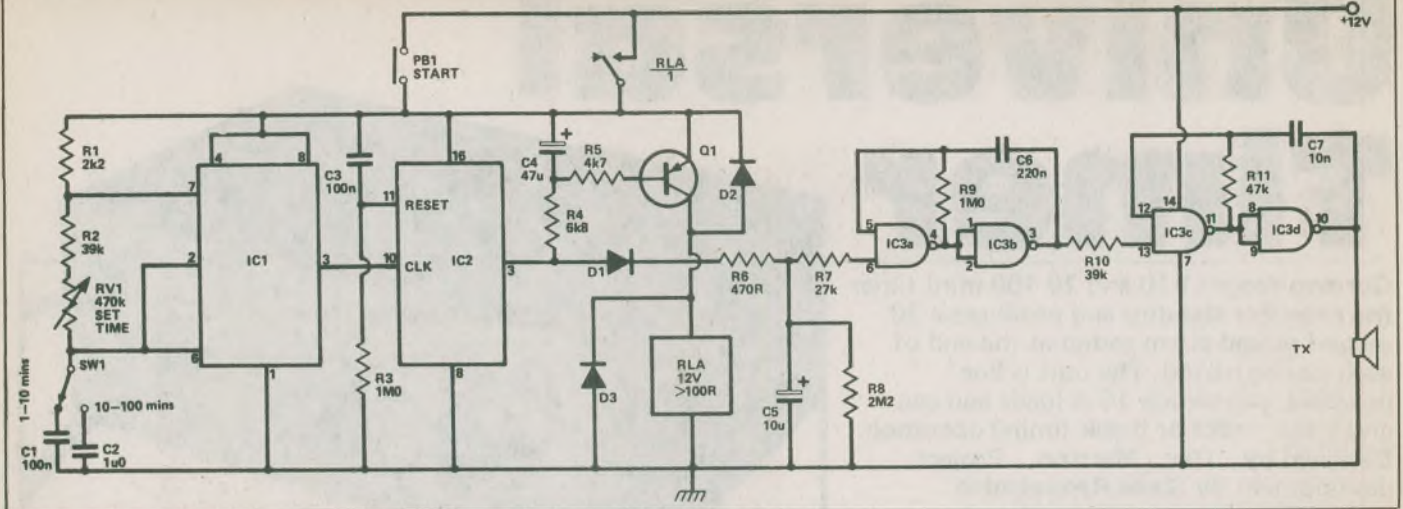 +12V
PB1
START
RLA
1
R1
2k2
4
8
7
C3
100n
16
11
RESET
C4
47u
R5
4k7
Q1
D2
R4
6k8
R2
39k
2
IC1
3
10
CLK
IC2
3
D1
RV1
470k
SET
TIME
6
SW1
1
R3
1M0
8
D3
RLA
12V
>100R
R6
470R
R7
27k
C5
10u
R8
2M2
1–10 mins
10–100 mins
C1
100n
C2
1u0
5
6
IC3a
4
R9
1M0
C6
220n
1
2
IC3b
3
R10
39k
12
14
13
IC3c
11
7
R11
47k
C7
10n
8
9
IC3d
10
TX